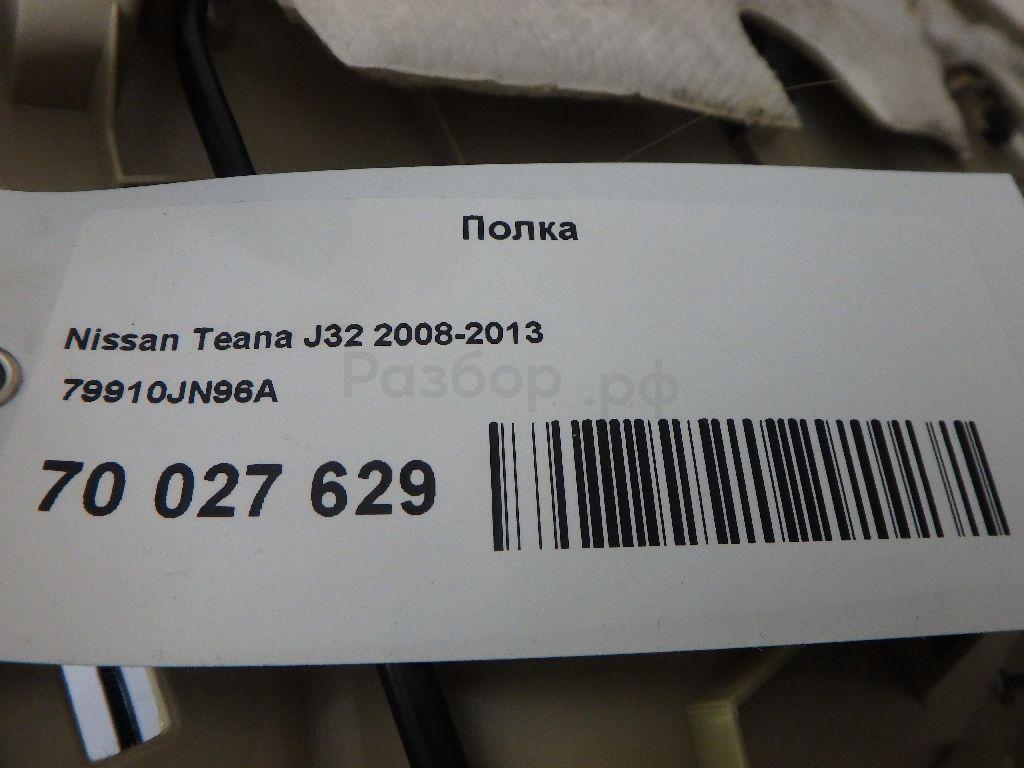 Полка
Nissan Teana J32 2008-2013
Разбор.рф
79910JN96A
70 027 629